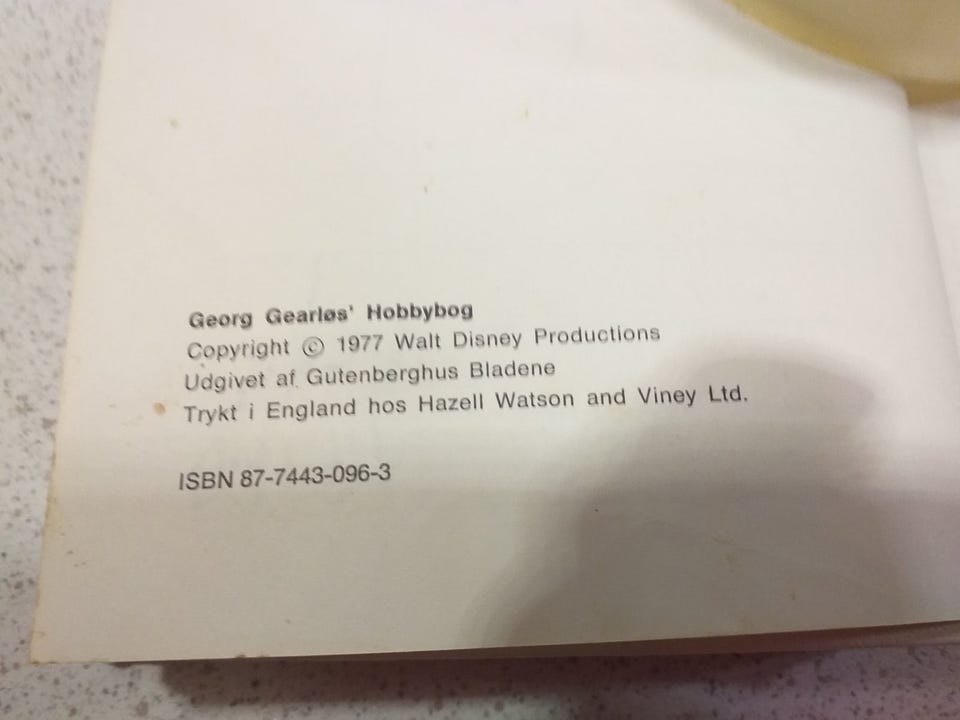 Georg Gearløs' Hobbybog
Copyright © 1977 Walt Disney Productions
Udgivet af Gutenberghus Bladene
Trykt i England hos Hazell Watson and Viney Ltd.
ISBN 87-7443-096-3